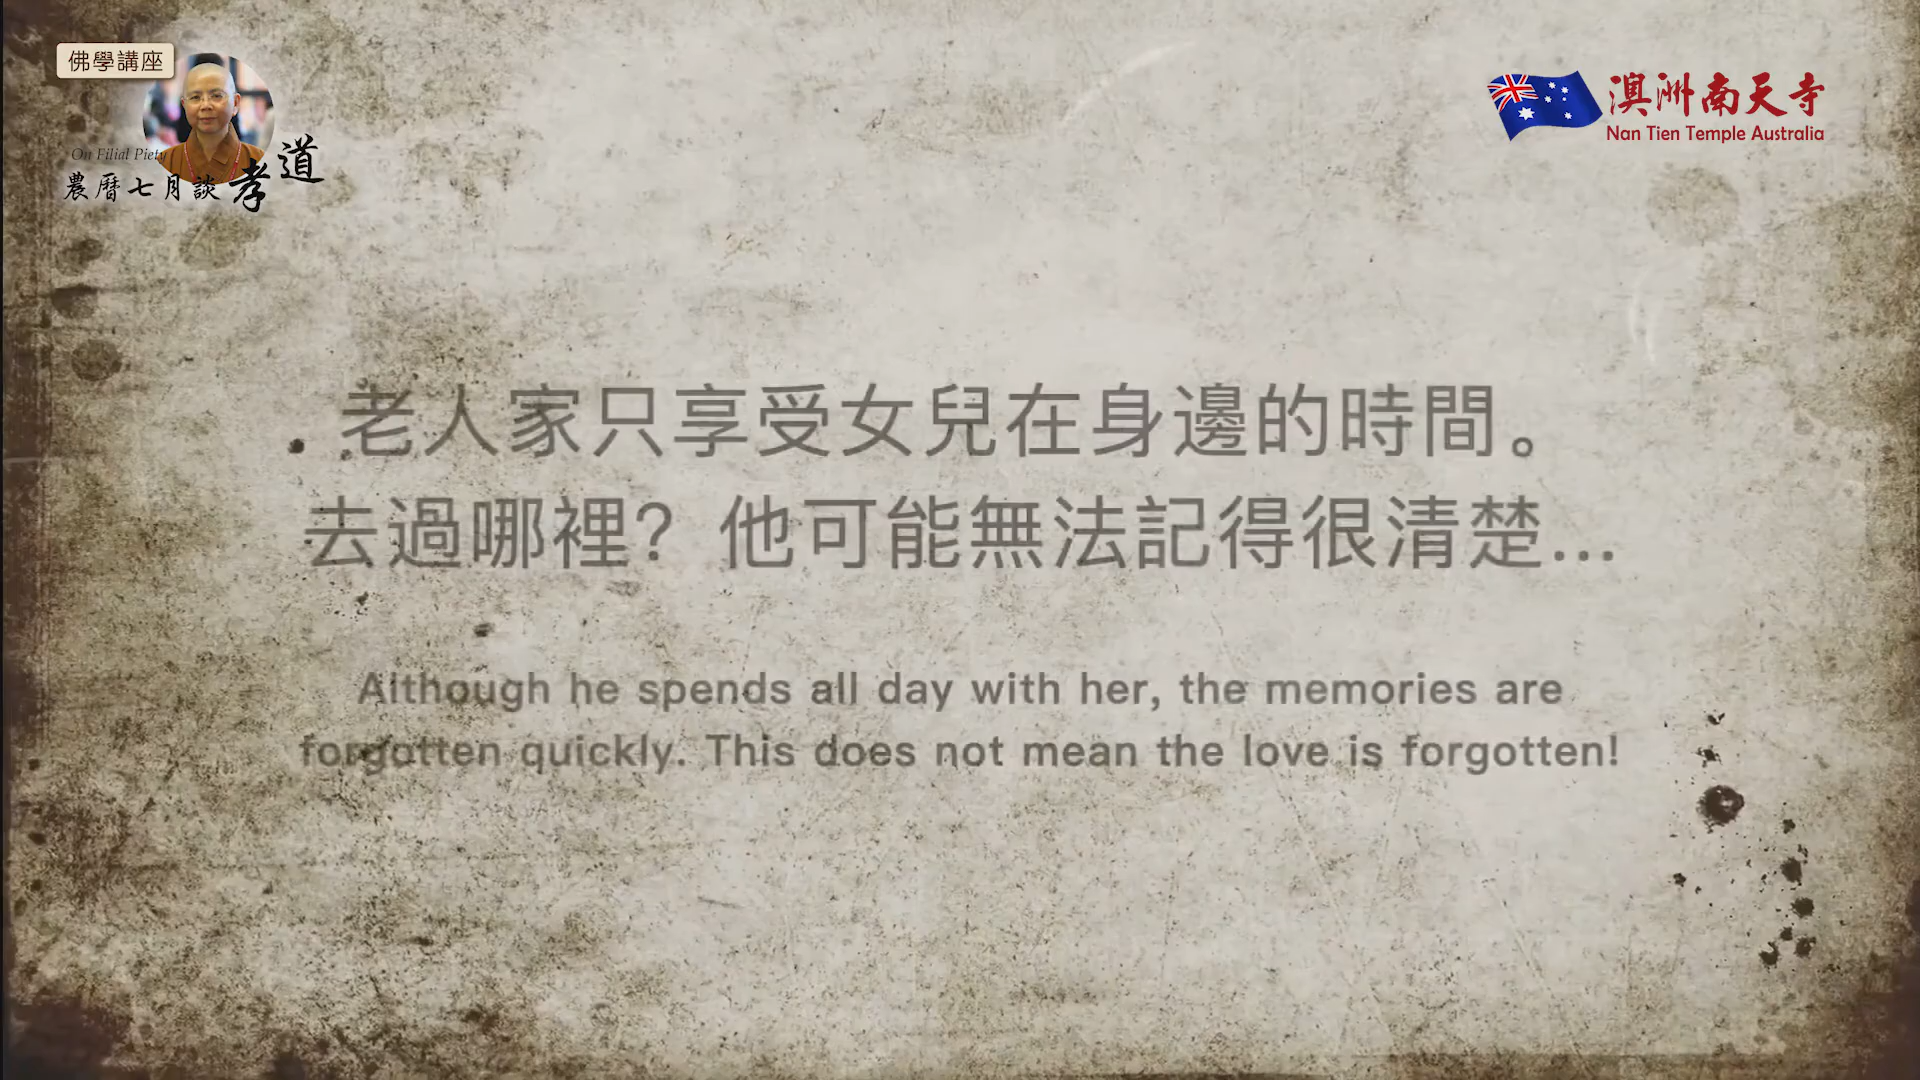 佛學講座
On Filial Piety
農曆七月談孝道
澳洲南天寺
Nan Tien Temple Australia
老人家只享受女兒在身邊的時間。
去過哪裡？他可能無法記得很清楚...
Although he spends all day with her, the memories are
forgotten quickly. This does not mean the love is forgotten!